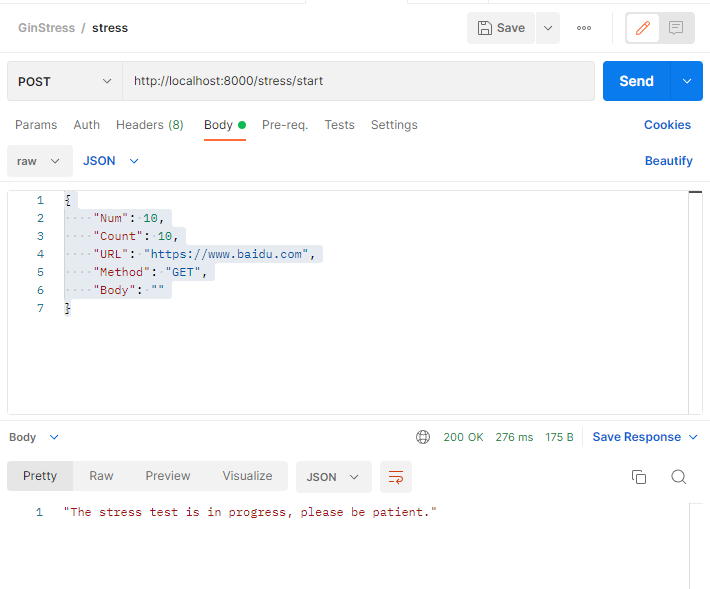 GinStress / stress
Save
POST
http://localhost:8000/stress/start
Send
Params Auth Headers (8) Body Pre-req. Tests Settings Cookies
raw JSON Beautify
1 {
2 "Num": 10,
3 "Count": 10,
4 "URL": "https://www.baidu.com",
5 "Method": "GET",
6 "Body": ""
7 }
Body 200 OK 276 ms 175 B Save Response
Pretty Raw Preview Visualize JSON
1 "The stress test is in progress, please be patient."